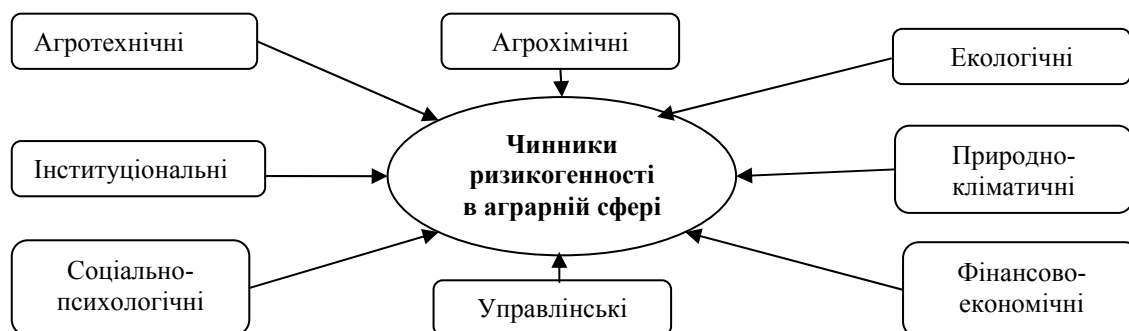 Агротехнічні
Агрохімічні
Екологічні
Інституціональні
Чинники
ризикогенності
в аграрній сфері
Природно-
кліматичні
Соціально-
психологічні
Управлінські
Фінансово-
економічні